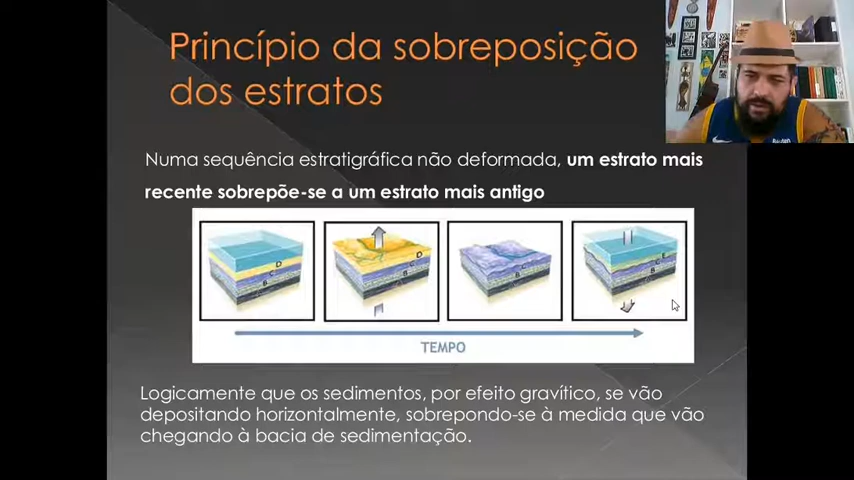 Princípio da sobreposição
dos estratos
Numa sequência estratigráfica não deformada, um estrato mais
recente sobrepõe-se a um estrato mais antigo
TEMPO
Logicamente que os sedimentos, por efeito gravítico, se vão
depositando horizontalmente, sobrepondo-se à medida que vão
chegando à bacia de sedimentação.